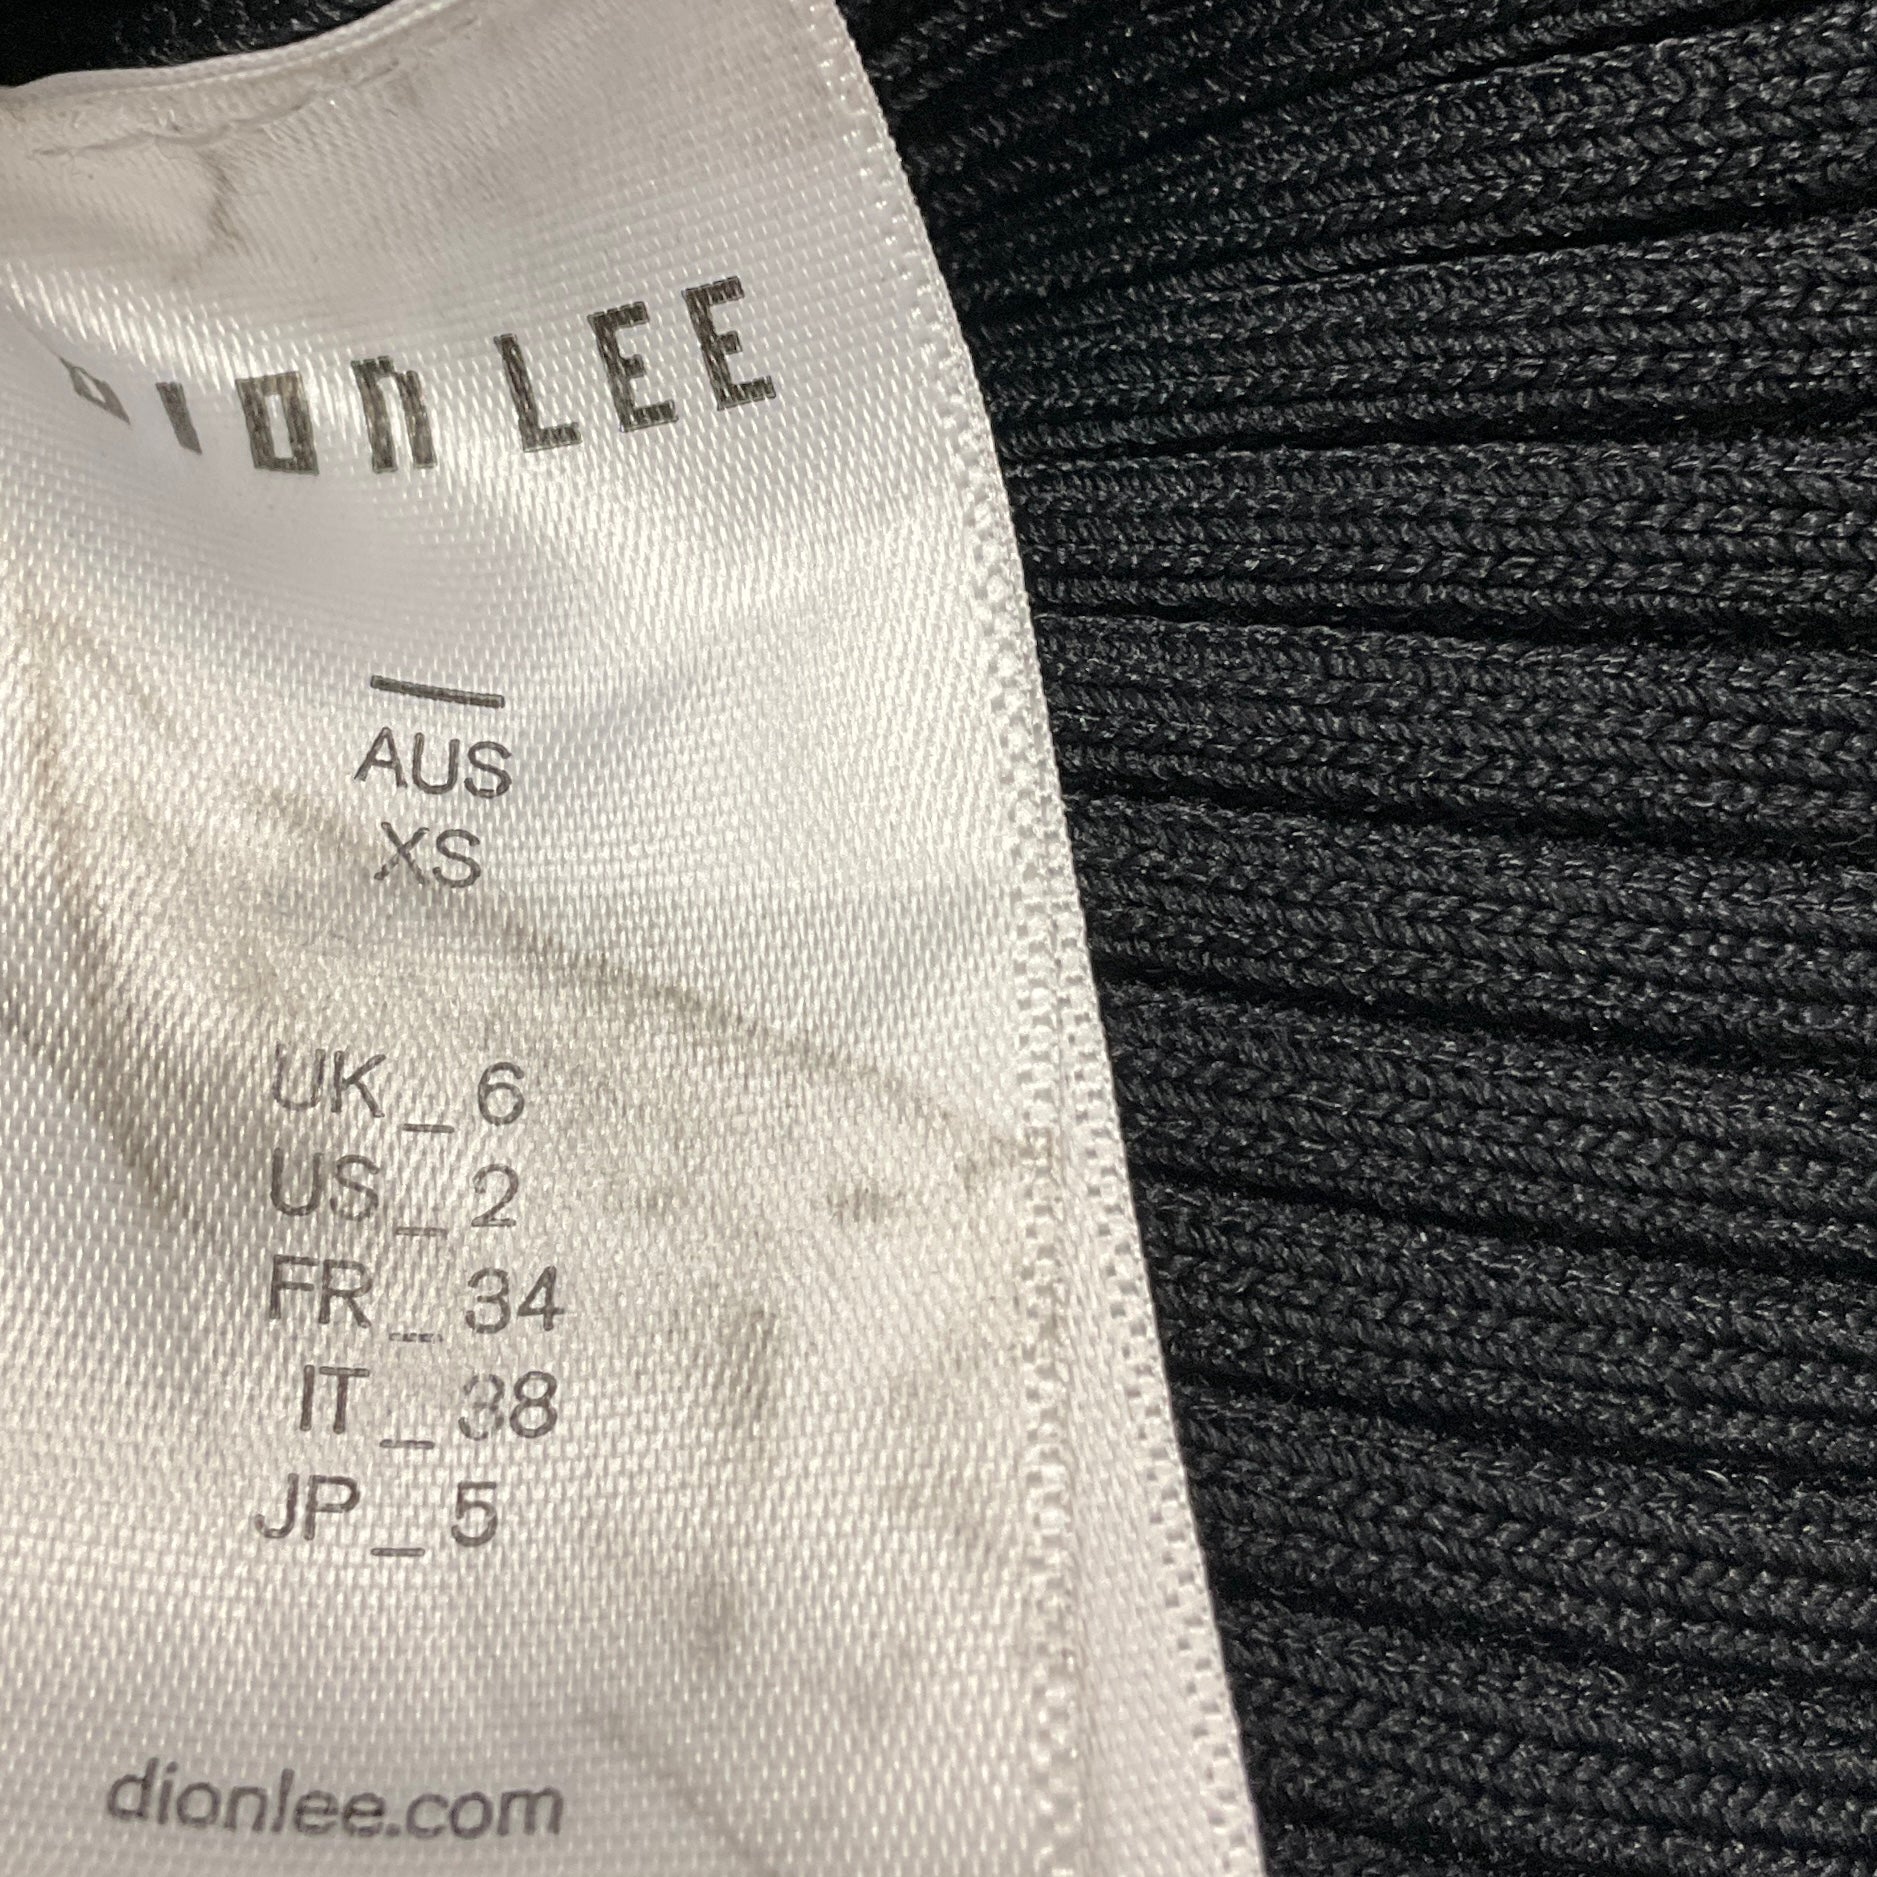 DION LEE
AUS
XS
UK_6
US_2
FR_34
IT_38
JP_5
dionlee.com